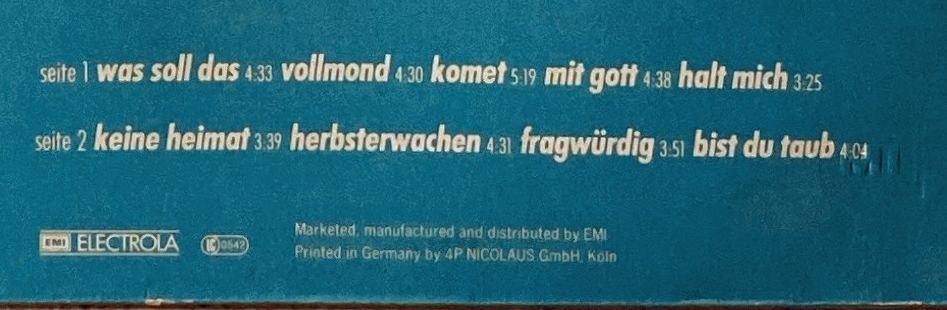 seite 1 was soll das 4:33 vollmond 4:30 komet 5:19 mit gott 4:38 halt mich 3:25
seite 2 keine heimat 3:39 herbsterwachen 4:31 fragwürdig 3:51 bist du taub 4:04
EMI ELECTROLA LC 0542
Marketed, manufactured and distributed by EMI
Printed in Germany by 4P NICOLAUS GmbH, Köln